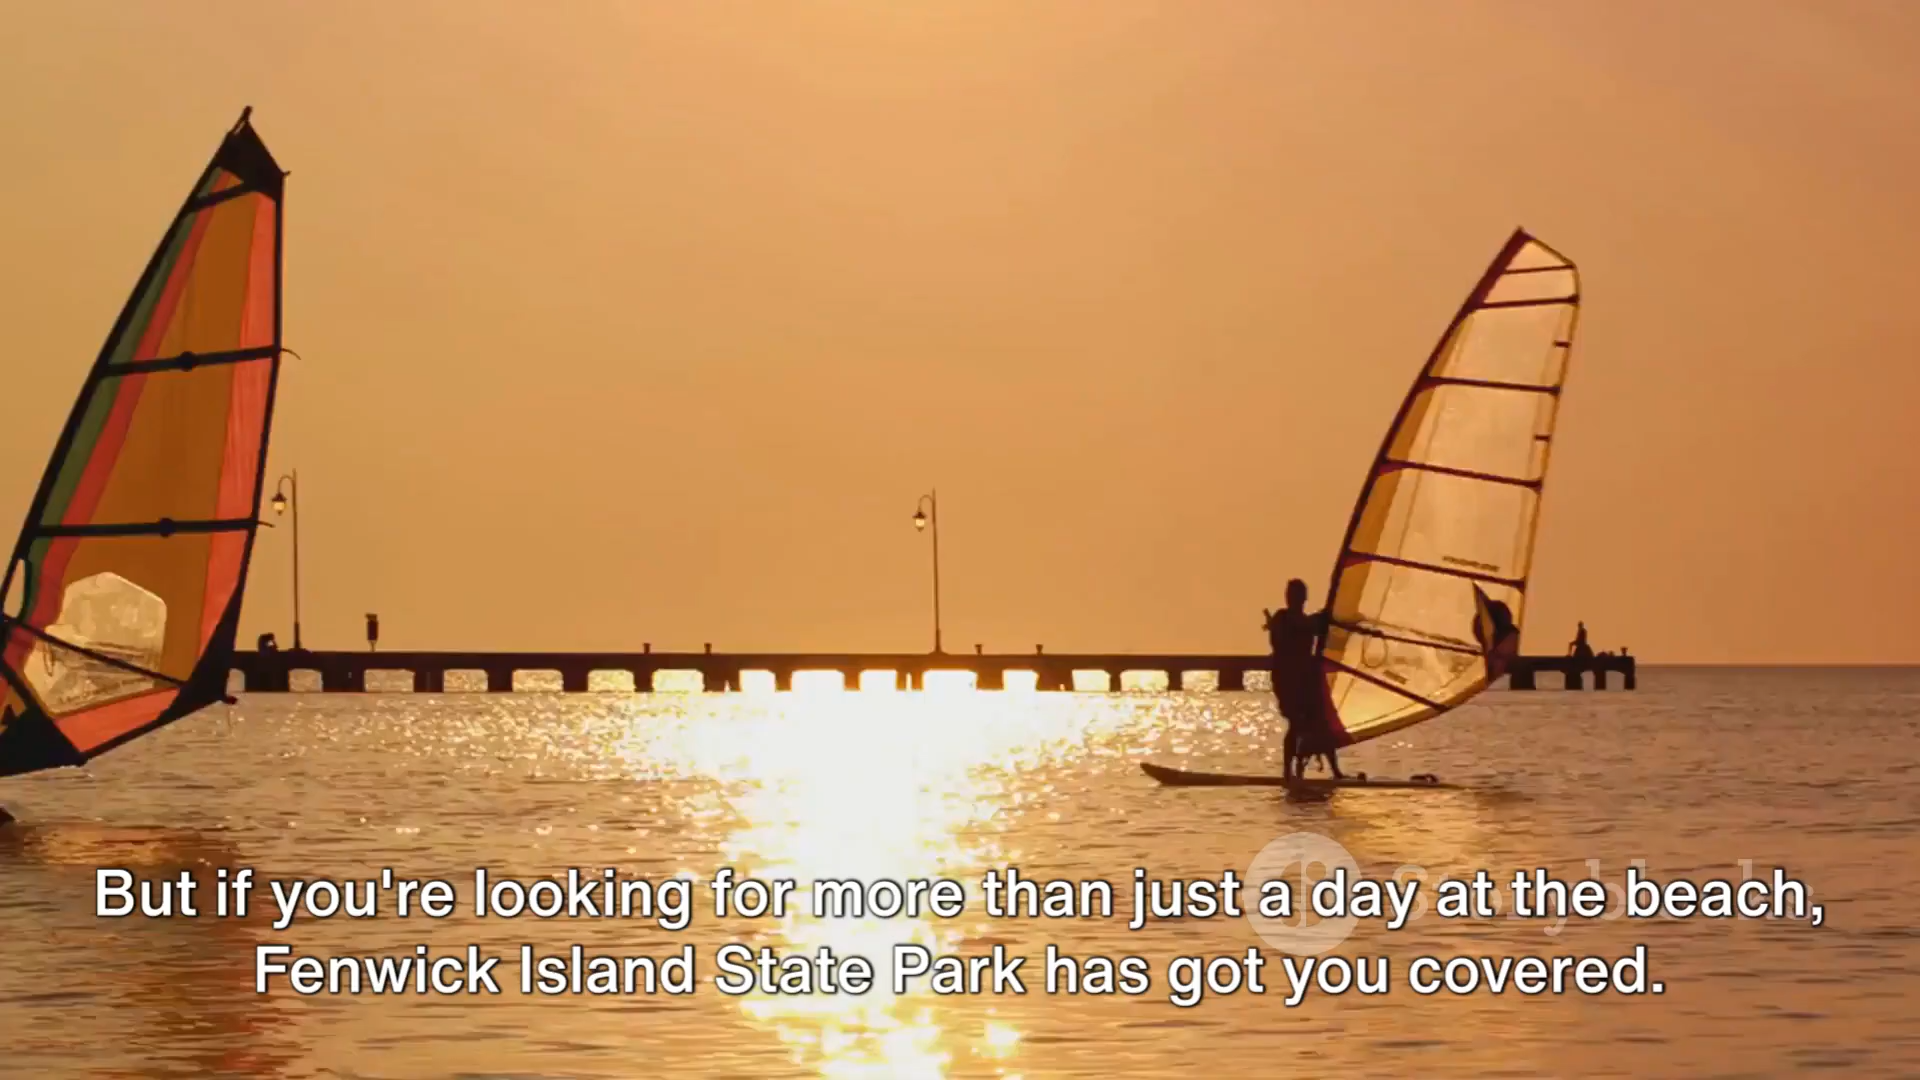 But if you're looking for more than just a day at the beach,
Fenwick Island State Park has got you covered.